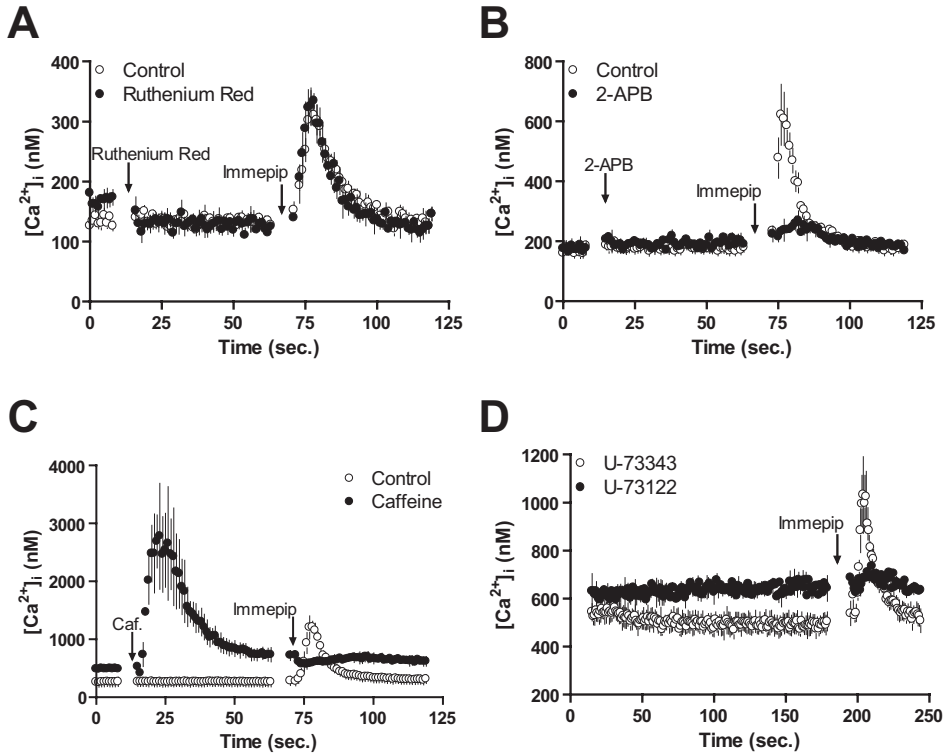 A
[Ca²⁺]ᵢ (nM)
400
300
200
100
0
○ Control
● Ruthenium Red
Ruthenium Red
Immepip
0 25 50 75 100 125
Time (sec.)
B
[Ca²⁺]ᵢ (nM)
800
600
400
200
0
○ Control
● 2-APB
2-APB
Immepip
0 25 50 75 100 125
Time (sec.)
C
[Ca²⁺]ᵢ (nM)
4000
3000
2000
1000
0
○ Control
● Caffeine
Caf.
Immepip
0 25 50 75 100 125
Time (sec.)
D
[Ca²⁺]ᵢ (nM)
1200
1000
800
600
400
200
○ U-73343
● U-73122
Immepip
0 50 100 150 200 250
Time (sec.)